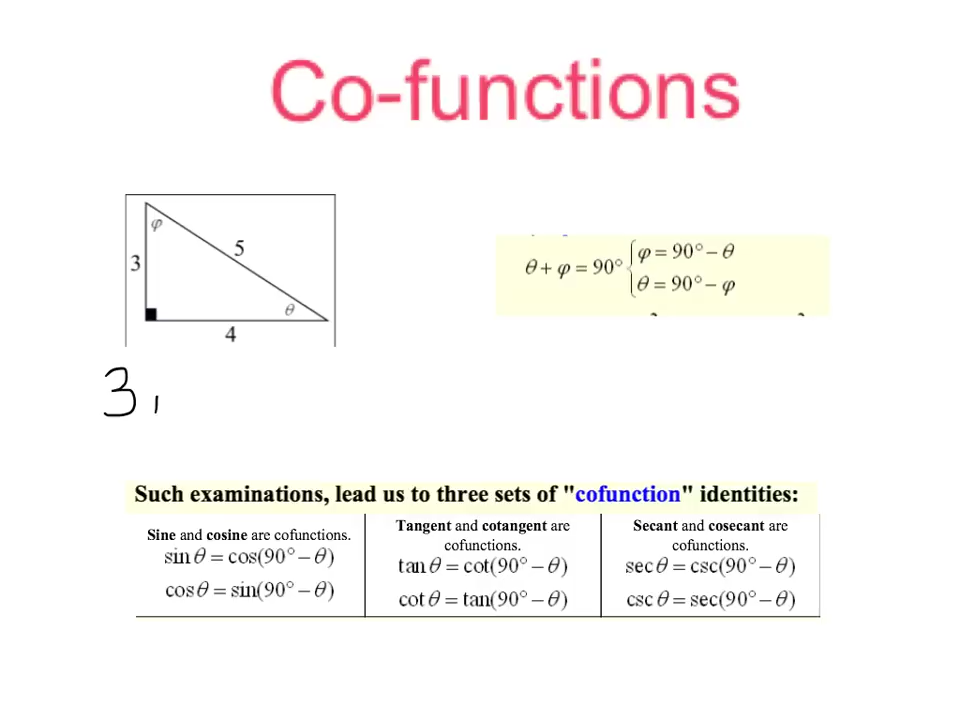 Co-functions
φ
3
5
θ
4
θ + φ = 90° { φ = 90° − θ
θ = 90° − φ
3,
Such examinations, lead us to three sets of "cofunction" identities:
Sine and cosine are cofunctions.
sin θ = cos(90° − θ)
cos θ = sin(90° − θ)
Tangent and cotangent are
cofunctions.
tan θ = cot(90° − θ)
cot θ = tan(90° − θ)
Secant and cosecant are
cofunctions.
sec θ = csc(90° − θ)
csc θ = sec(90° − θ)